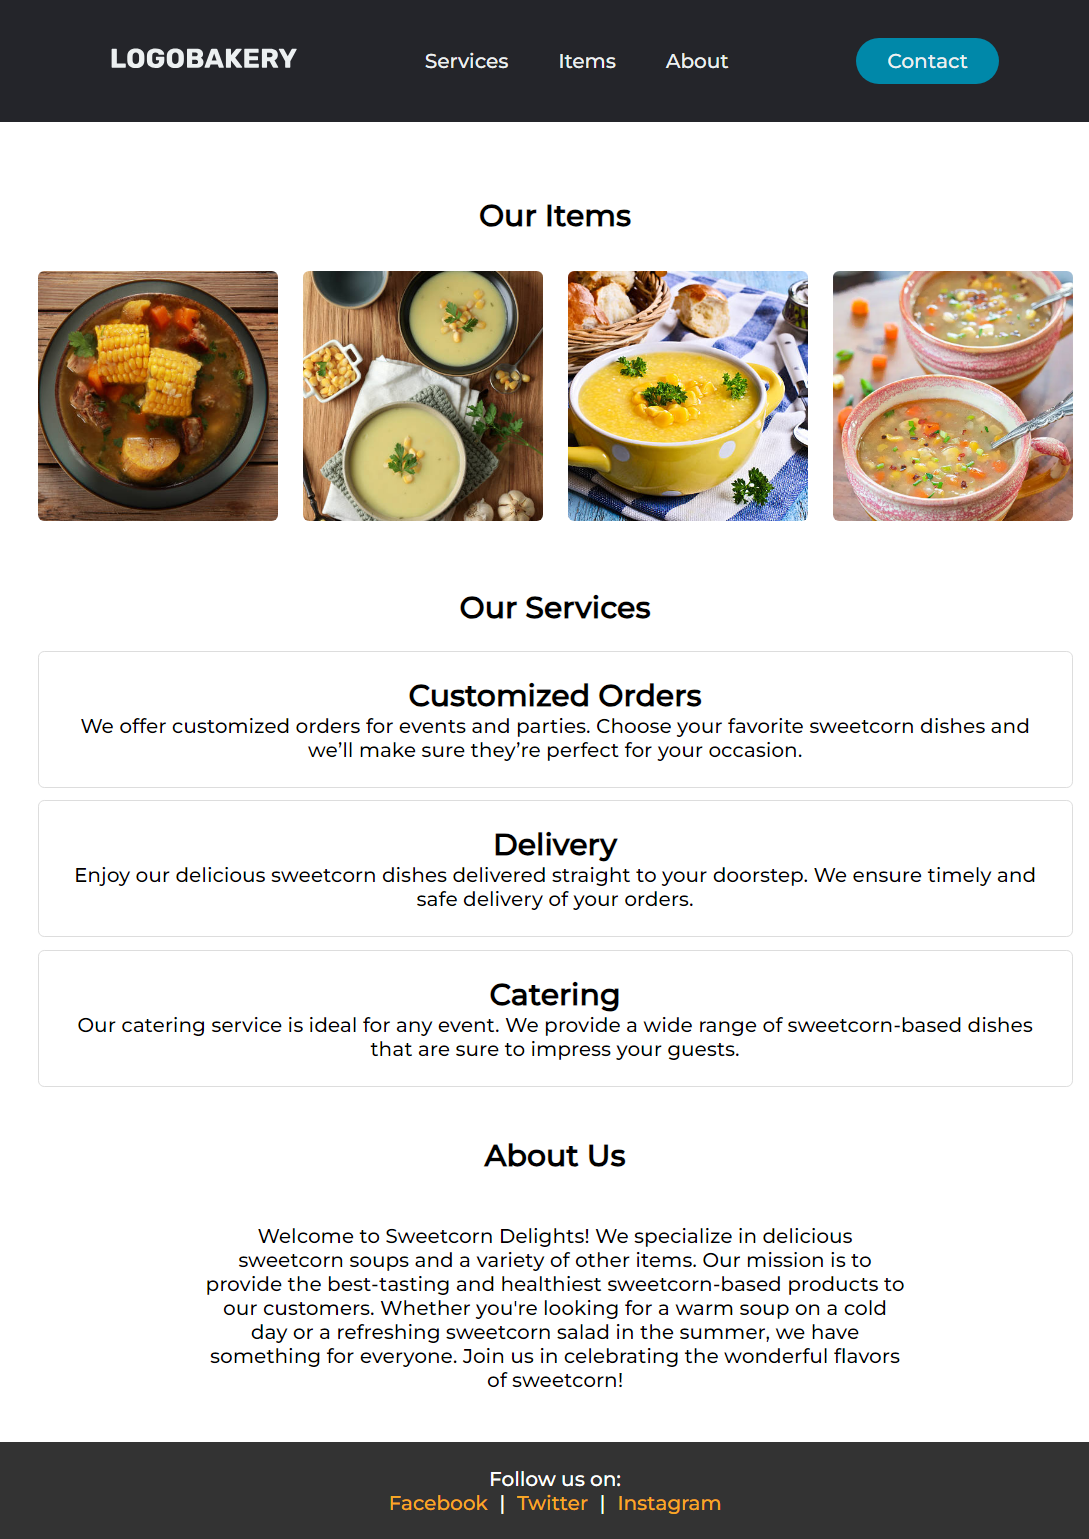 LOGOBAKERY
Services
Items
About
Contact
Our Items
Our Services
Customized Orders
We offer customized orders for events and parties. Choose your favorite sweetcorn dishes and
we’ll make sure they’re perfect for your occasion.
Delivery
Enjoy our delicious sweetcorn dishes delivered straight to your doorstep. We ensure timely and
safe delivery of your orders.
Catering
Our catering service is ideal for any event. We provide a wide range of sweetcorn-based dishes
that are sure to impress your guests.
About Us
Welcome to Sweetcorn Delights! We specialize in delicious
sweetcorn soups and a variety of other items. Our mission is to
provide the best-tasting and healthiest sweetcorn-based products to
our customers. Whether you're looking for a warm soup on a cold
day or a refreshing sweetcorn salad in the summer, we have
something for everyone. Join us in celebrating the wonderful flavors
of sweetcorn!
Follow us on:
Facebook | Twitter | Instagram